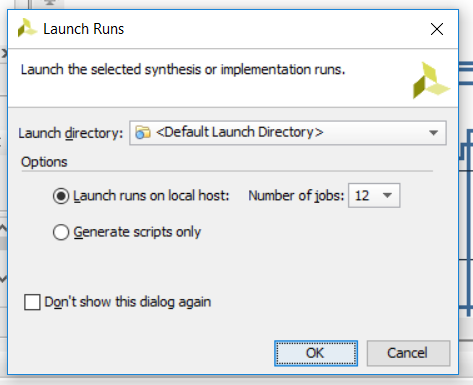 Launch Runs
Launch the selected synthesis or implementation runs.
Launch directory: <Default Launch Directory>
Options
Launch runs on local host: Number of jobs: 12
Generate scripts only
Don't show this dialog again
OK Cancel